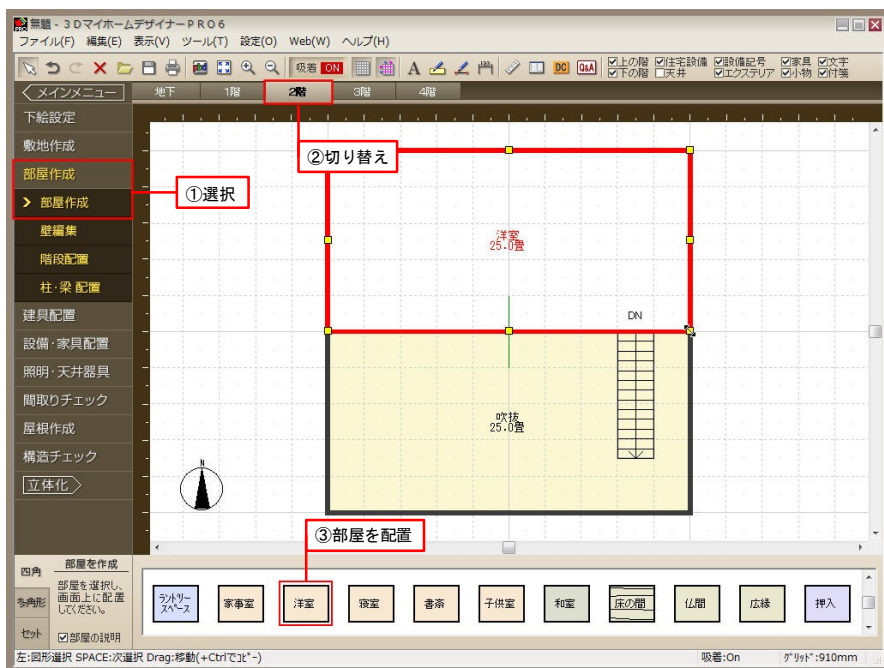 無題 - 3DマイホームデザイナーPRO6
ファイル(F) 編集(E) 表示(V) ツール(T) 設定(O) Web(W) ヘルプ(H)
吸着 ON A DC Q&A
上の階 住宅設備 設備記号 家具 文字
下の階 天井 エクステリア 小物 付箋
メインメニュー
地下 1階 2階 3階 4階
下絵設定
敷地作成
部屋作成
部屋作成
壁編集
階段配置
柱・梁 配置
建具配置
設備・家具配置
照明・天井器具
間取りチェック
屋根作成
構造チェック
立体化
①選択
②切り替え
洋室
25.0畳
DN
吹抜
25.0畳
N
③部屋を配置
四角
多角形
セット
部屋を作成
部屋を選択し、
画面上に配置
してください。
部屋の説明
ランドリー
スペース
家事室
洋室
寝室
書斎
子供室
和室
床の間
仏間
広縁
押入
左:図形選択 SPACE:次選択 Drag:移動(+Ctrlでコピー)
吸着:On
グリッド:910mm